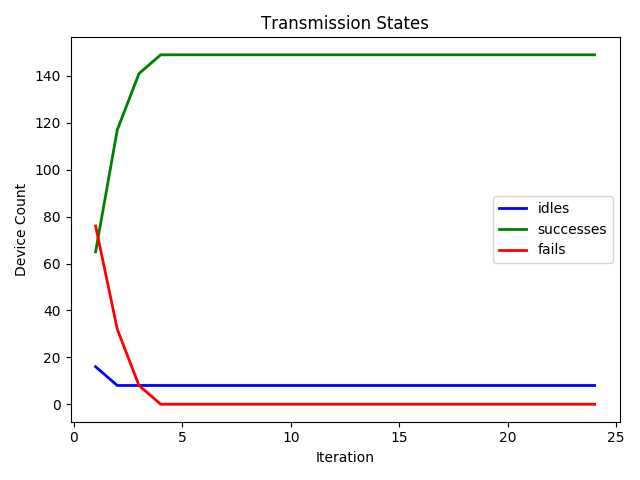 Transmission States
Device Count
140
120
100
80
60
40
20
0
idles
successes
fails
0 5 10 15 20 25
Iteration